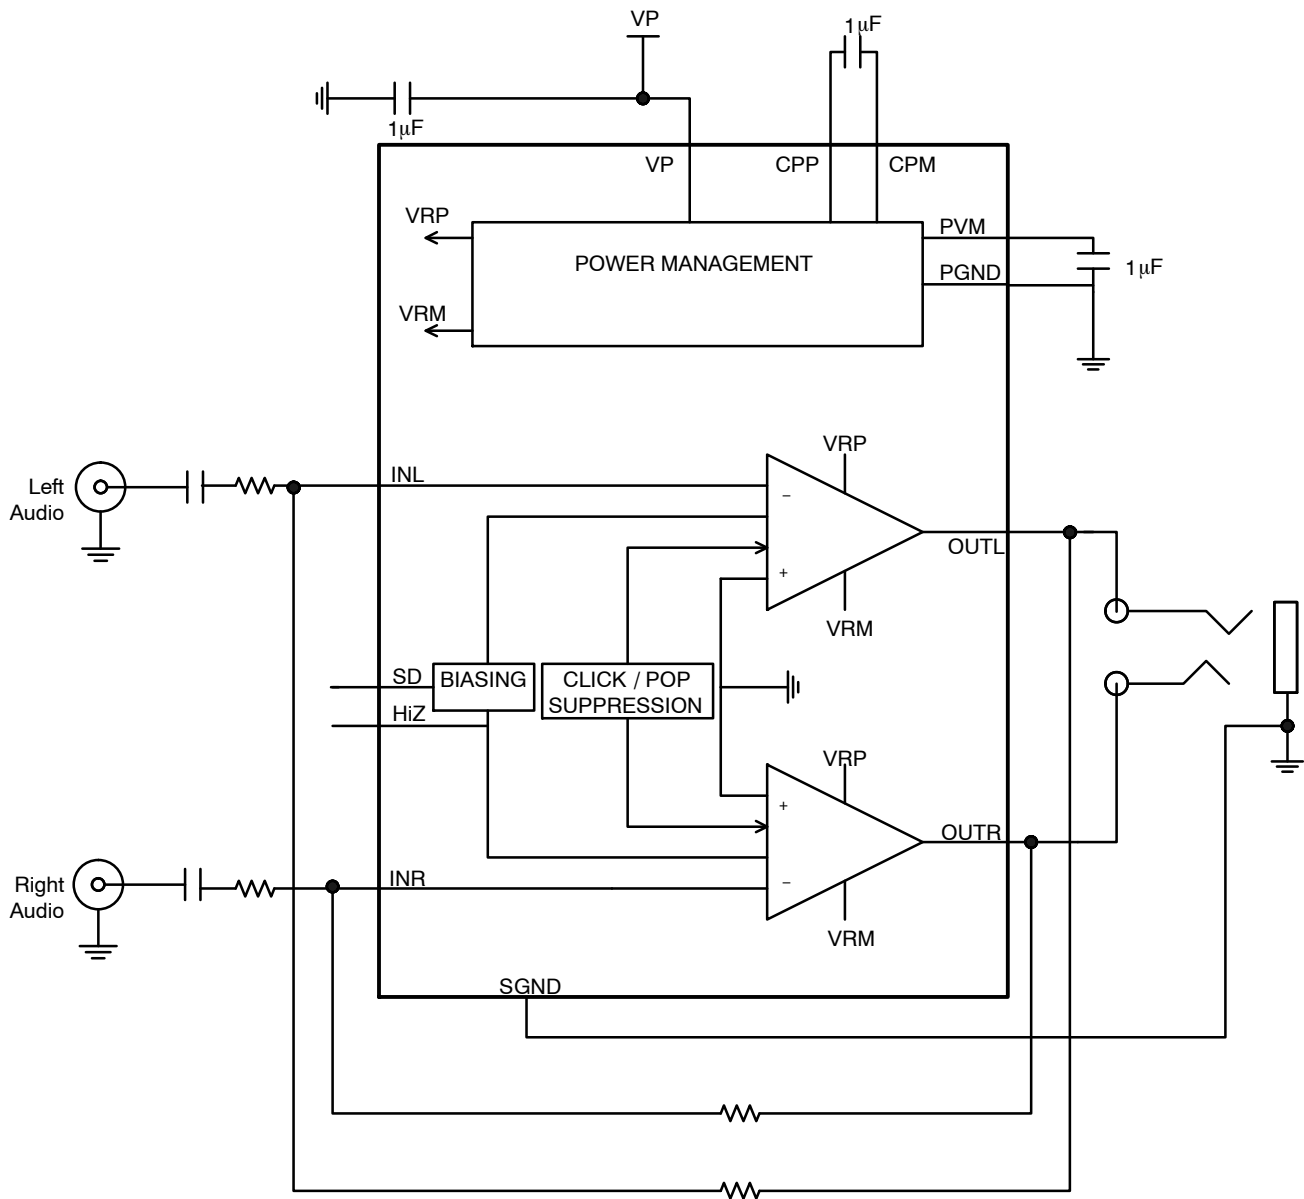 VP
1μF
1μF
VP
CPP
CPM
VRP
PVM
POWER MANAGEMENT
1μF
PGND
VRM
VRP
INL
Left
Audio
−
OUTL
+
VRM
SD
BIASING
CLICK / POP
SUPPRESSION
HiZ
VRP
+
OUTR
Right
Audio
INR
−
VRM
SGND